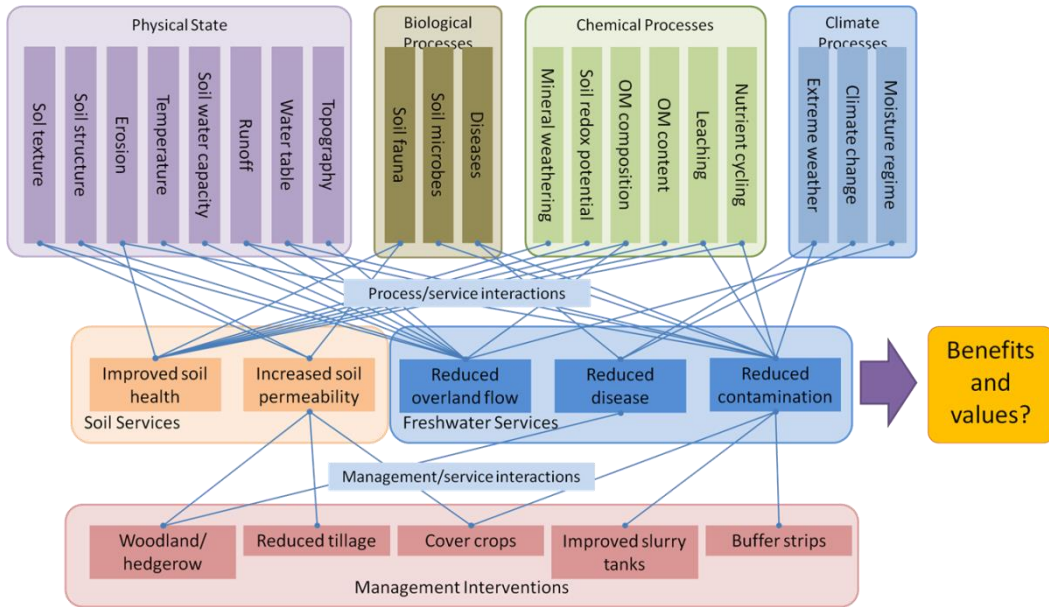 Physical State
Sol texture
Soil structure
Erosion
Temperature
Soil water capacity
Runoff
Water table
Topography
Biological
Processes
Soil fauna
Soil microbes
Diseases
Chemical Processes
Mineral weathering
Soil redox potential
OM composition
OM content
Leaching
Nutrient cycling
Climate
Processes
Extreme weather
Climate change
Moisture regime
Process/service interactions
Improved soil
health
Increased soil
permeability
Soil Services
Reduced
overland flow
Reduced
disease
Reduced
contamination
Freshwater Services
Benefits
and
values?
Management/service interactions
Woodland/
hedgerow
Reduced tillage
Cover crops
Improved slurry
tanks
Buffer strips
Management Interventions